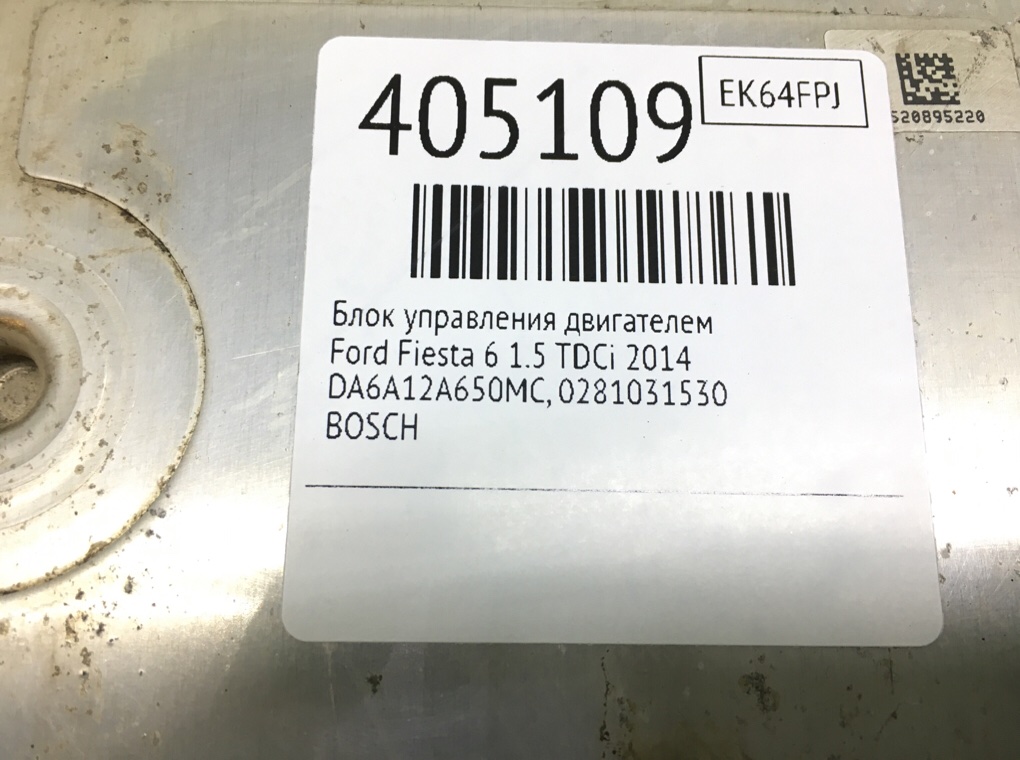 405109
EK64FPJ
520895220
Блок управления двигателем
Ford Fiesta 6 1.5 TDCi 2014
DA6A12A650MC, 0281031530
BOSCH